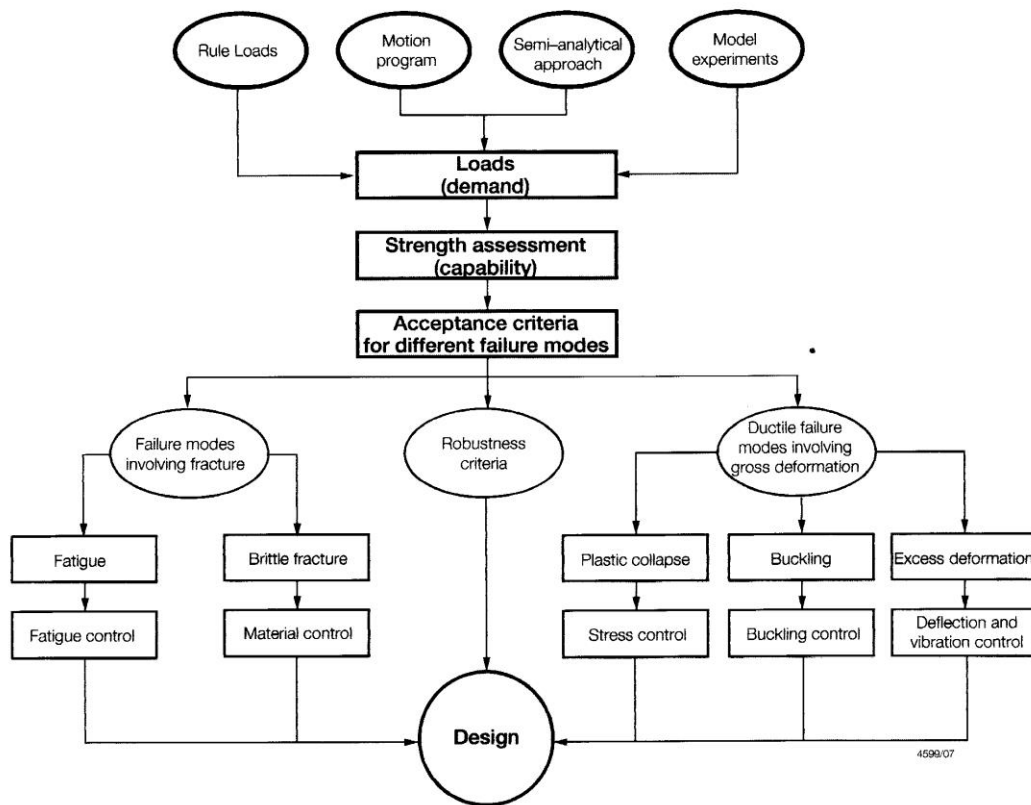 Rule Loads
Motion
program
Semi–analytical
approach
Model
experiments
Loads
(demand)
Strength assessment
(capability)
Acceptance criteria
for different failure modes
Failure modes
involving fracture
Robustness
criteria
Ductile failure
modes involving
gross deformation
Fatigue
Brittle fracture
Plastic collapse
Buckling
Excess deformation
Fatigue control
Material control
Stress control
Buckling control
Deflection and
vibration control
Design
4599/07